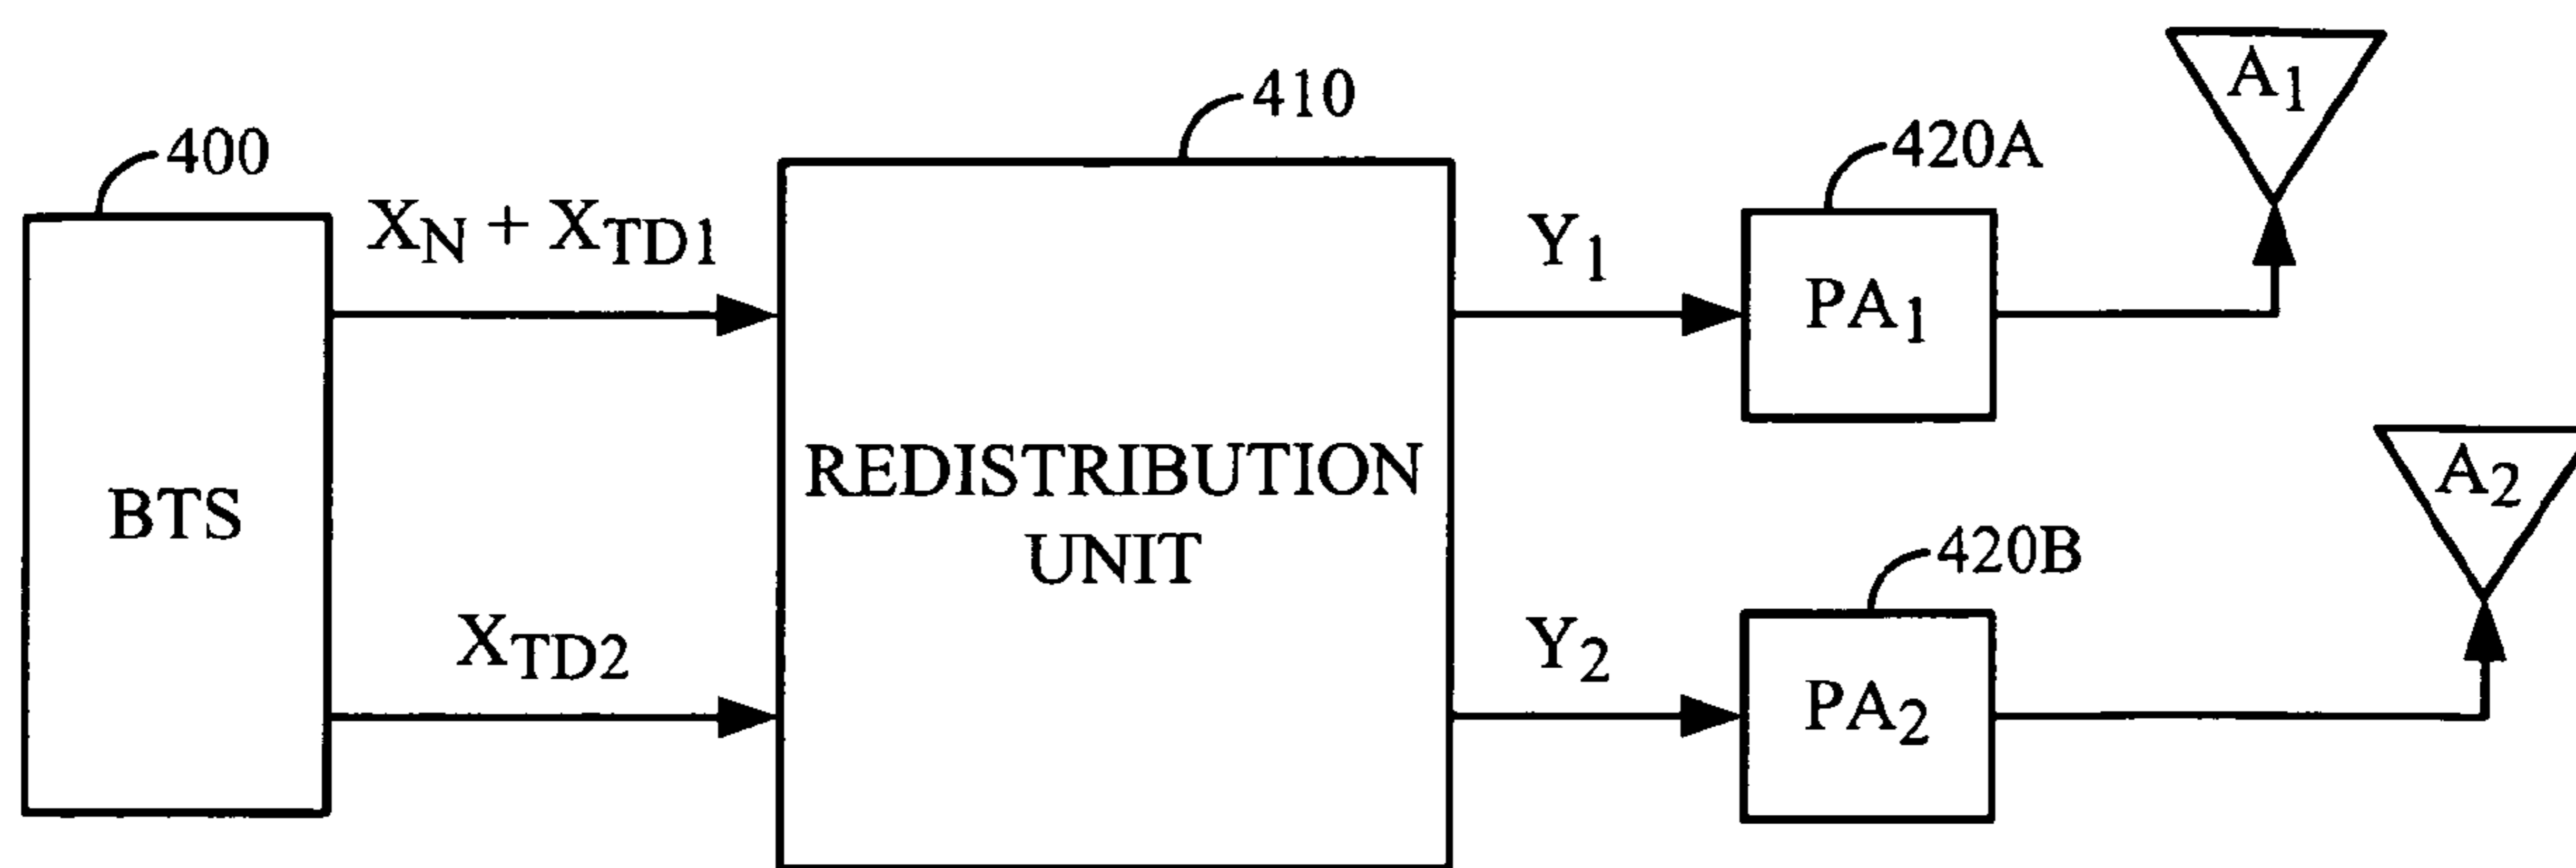 400
X_N + X_TD1
410
Y_1
420A
A_1
BTS
REDISTRIBUTION
UNIT
PA_1
X_TD2
Y_2
420B
A_2
PA_2